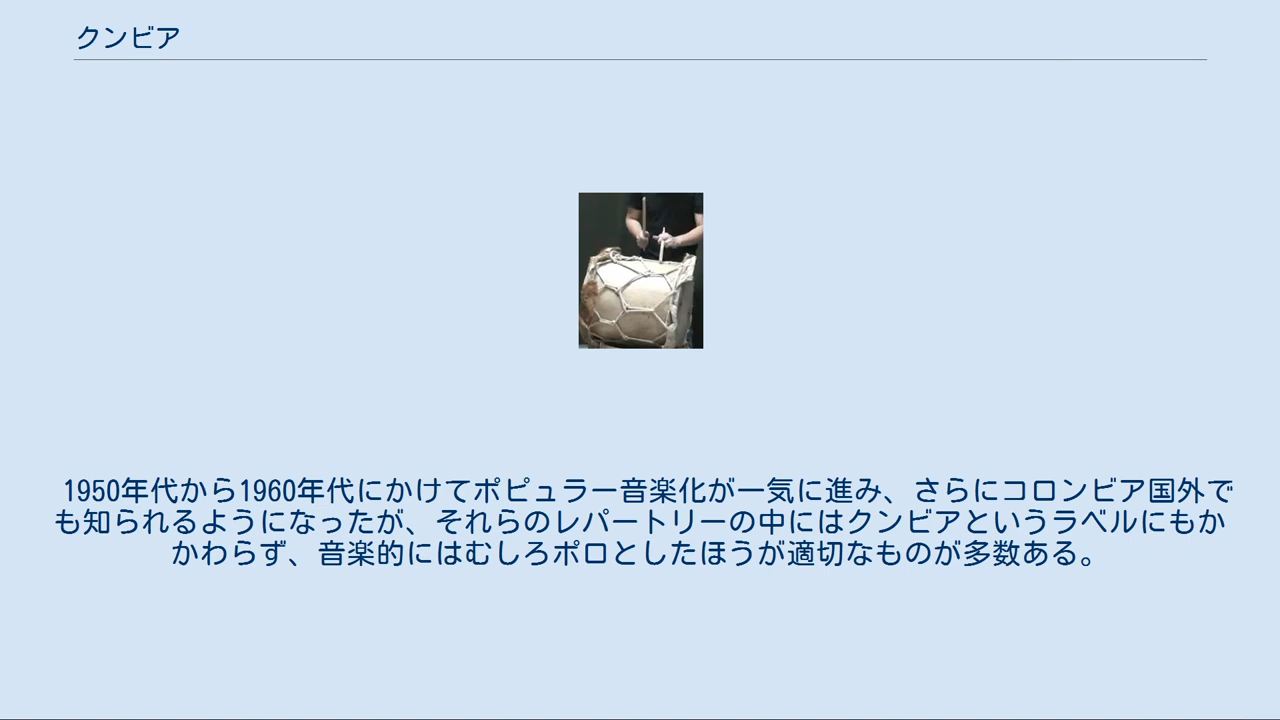 クンビア
1950年代から1960年代にかけてポピュラー音楽化が一気に進み、さらにコロンビア国外で
も知られるようになったが、それらのレパートリーの中にはクンビアというラベルにもか
かわらず、音楽的にはむしろポロとしたほうが適切なものが多数ある。